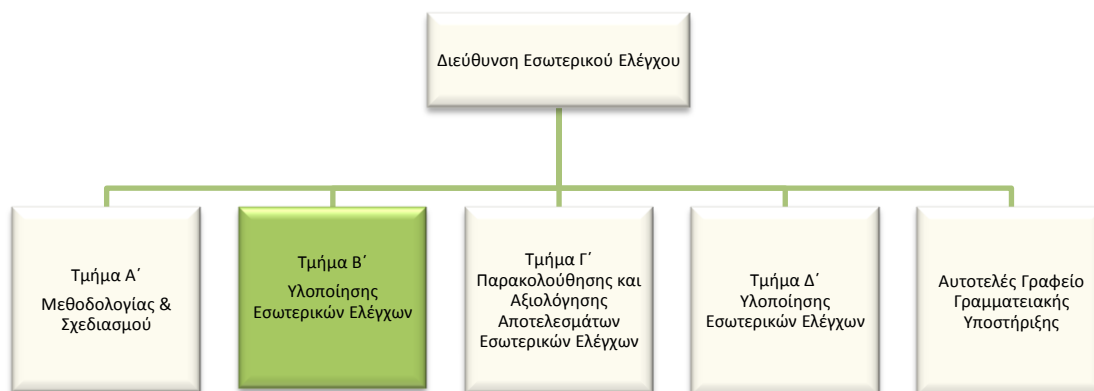 Διεύθυνση Εσωτερικού Ελέγχου
Τμήμα Α΄
Μεθοδολογίας &
Σχεδιασμού
Τμήμα Β΄
Υλοποίησης
Εσωτερικών Ελέγχων
Τμήμα Γ΄
Παρακολούθησης και
Αξιολόγησης
Αποτελεσμάτων
Εσωτερικών Ελέγχων
Τμήμα Δ΄
Υλοποίησης
Εσωτερικών Ελέγχων
Αυτοτελές Γραφείο
Γραμματειακής
Υποστήριξης